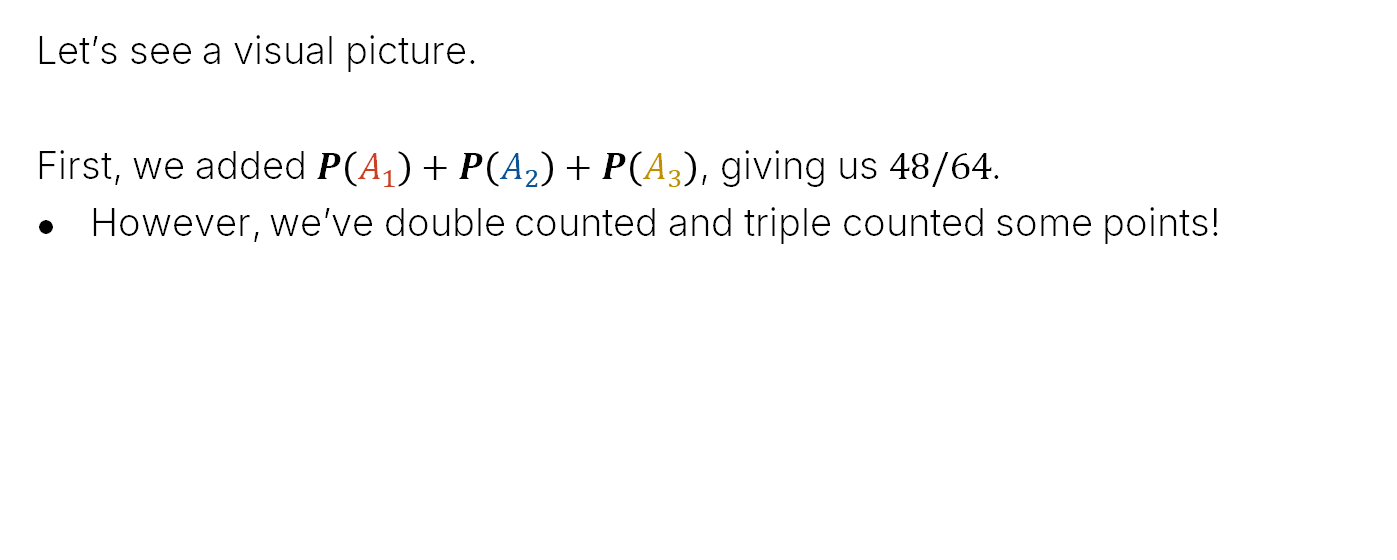 Let's see a visual picture.
First, we added P(A₁) + P(A₂) + P(A₃), giving us 48/64.
• However, we've double counted and triple counted some points!